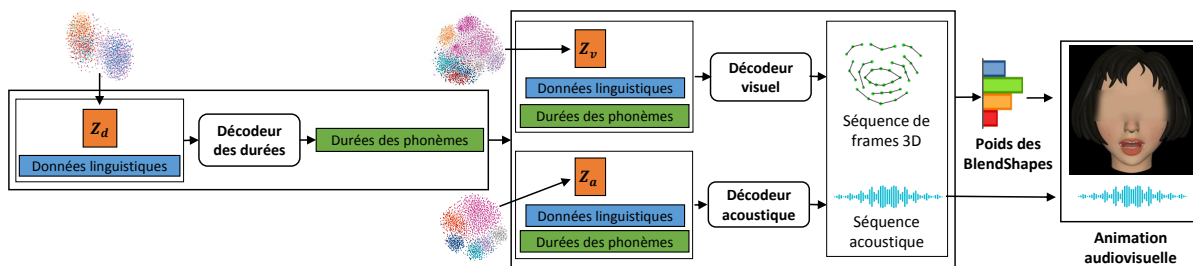 Z_d
Données linguistiques
Décodeur
des durées
Durées des phonèmes
Z_v
Données linguistiques
Durées des phonèmes
Décodeur
visuel
Z_a
Données linguistiques
Durées des phonèmes
Décodeur
acoustique
Séquence de
frames 3D
Séquence
acoustique
Poids des
BlendShapes
Animation
audiovisuelle